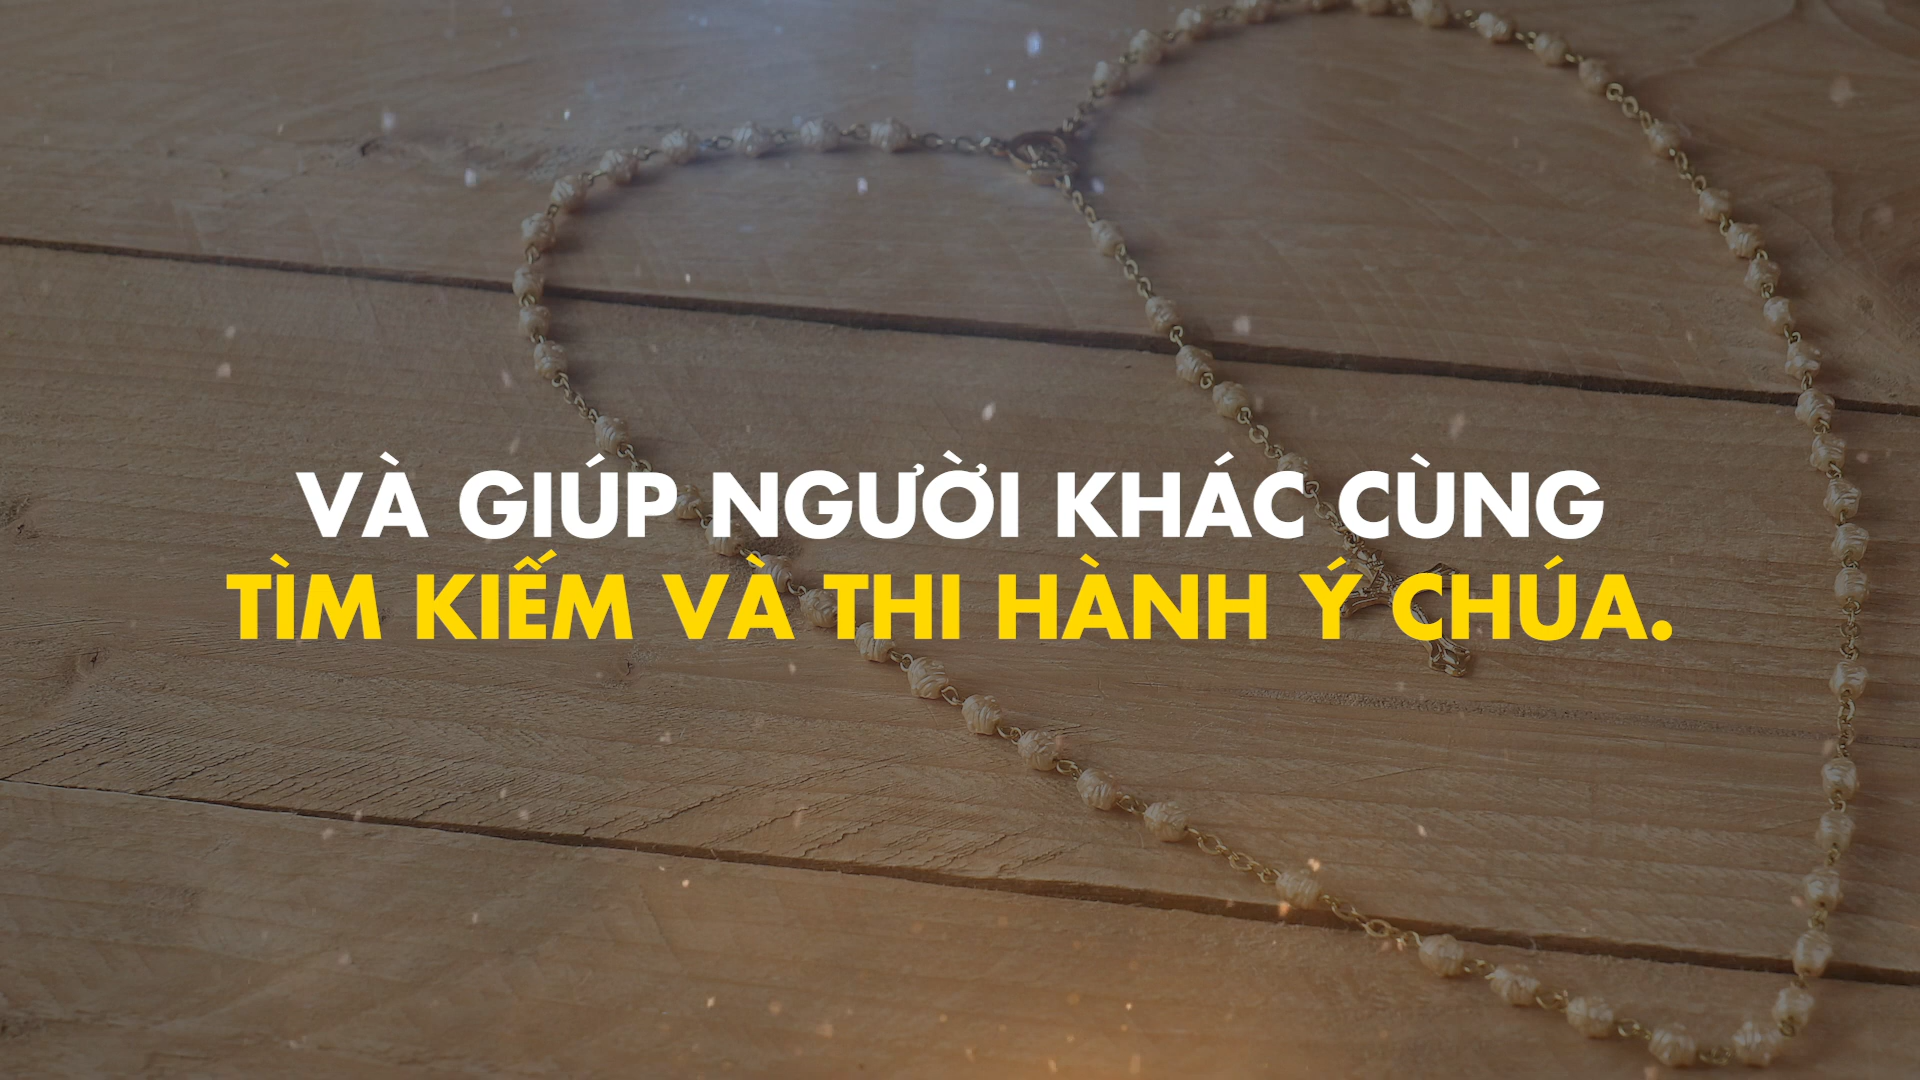 VÀ GIÚP NGƯỜI KHÁC CÙNG
TÌM KIẾM VÀ THI HÀNH Ý CHÚA.